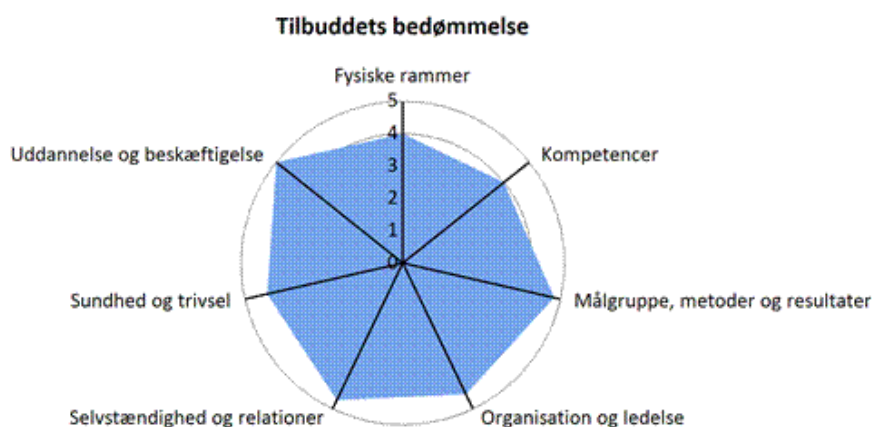 Tilbuddets bedømmelse
Fysiske rammer
5
4
3
2
1
0
Kompetencer
Målgruppe, metoder og resultater
Organisation og ledelse
Selvstændighed og relationer
Sundhed og trivsel
Uddannelse og beskæftigelse